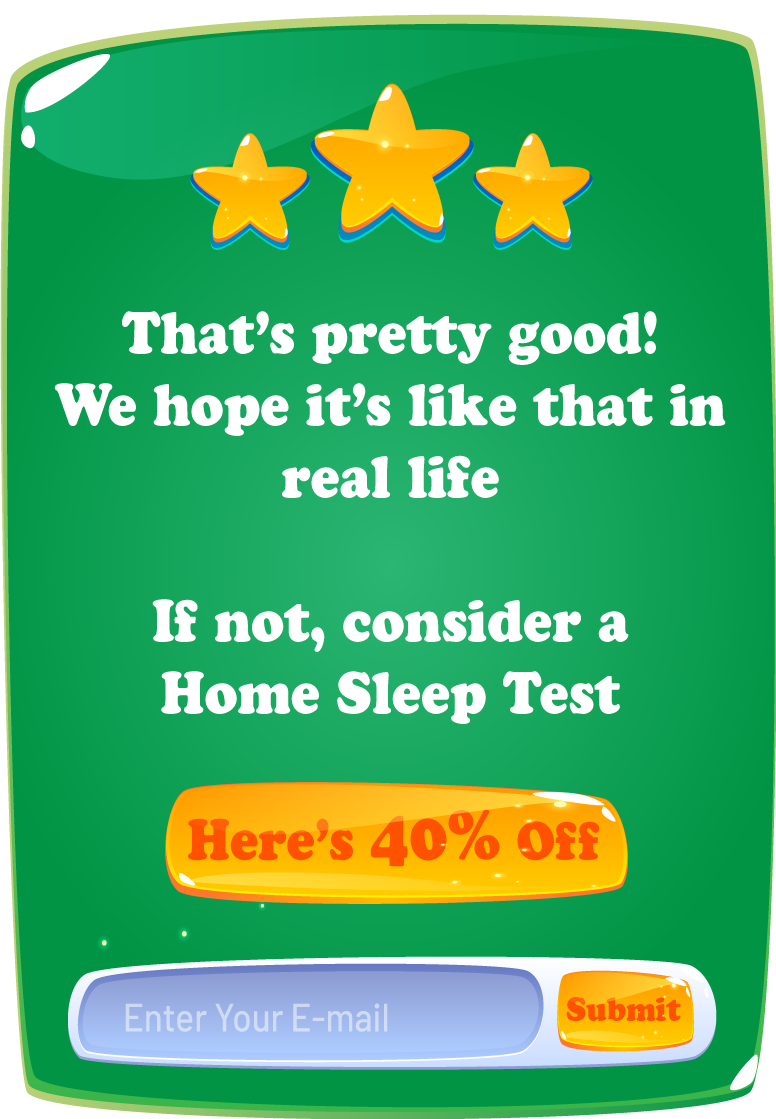 That's pretty good!
We hope it's like that in
real life
If not, consider a
Home Sleep Test
Here's 40% Off
Enter Your E-mail
Submit